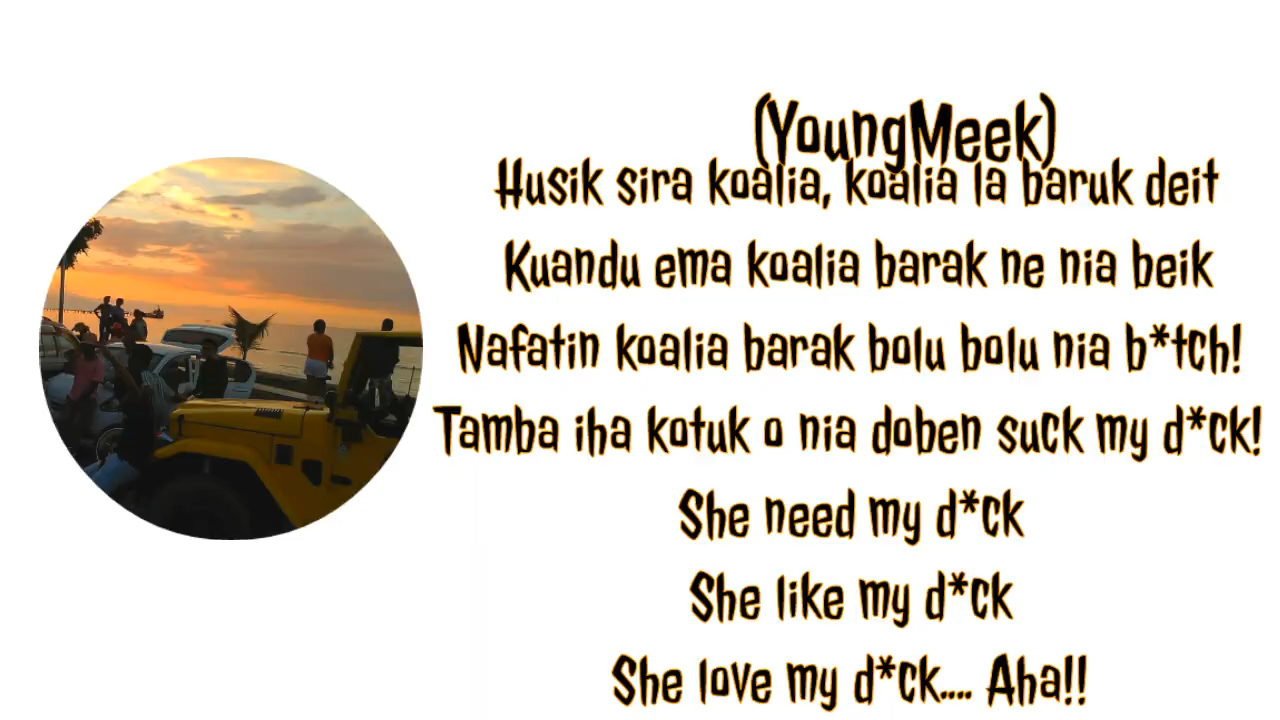 (YoungMeek)
Husik sira koalia, koalia la baruk deit
Kuandu ema koalia barak ne nia beik
Nafatin koalia barak bolu bolu nia b*tch!
Tamba iha kotuk o nia doben suck my d*ck!
She need my d*ck
She like my d*ck
She love my d*ck.... Aha!!